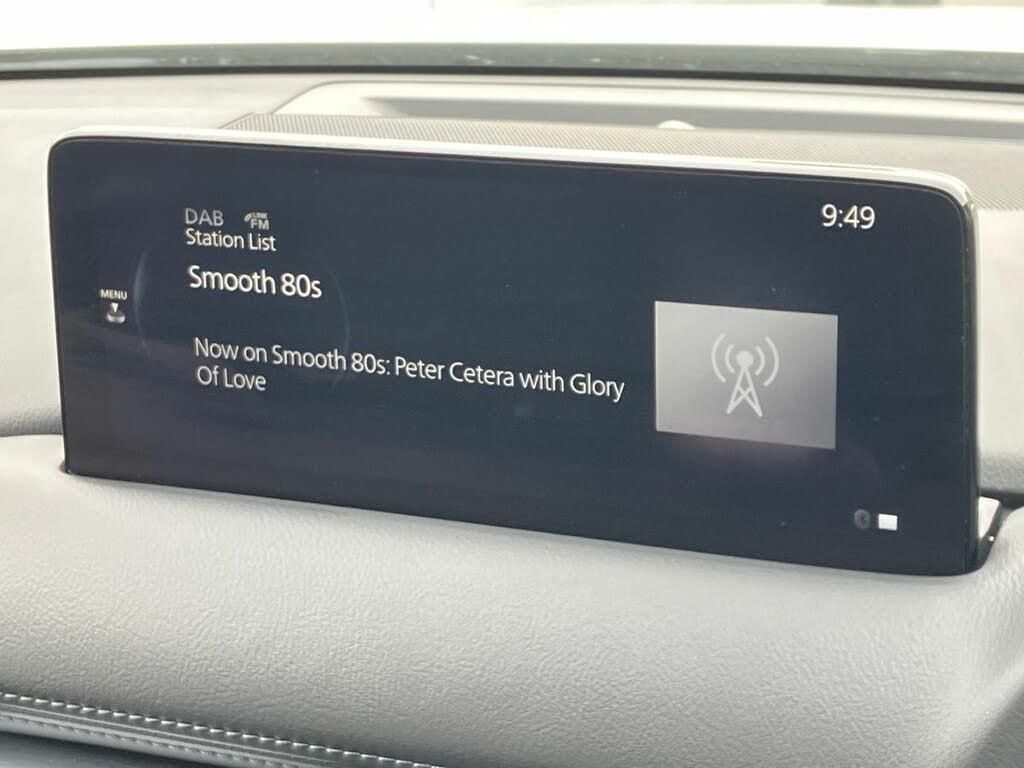 DAB LINK FM
9:49
Station List
Smooth 80s
MENU
Now on Smooth 80s: Peter Cetera with Glory
Of Love